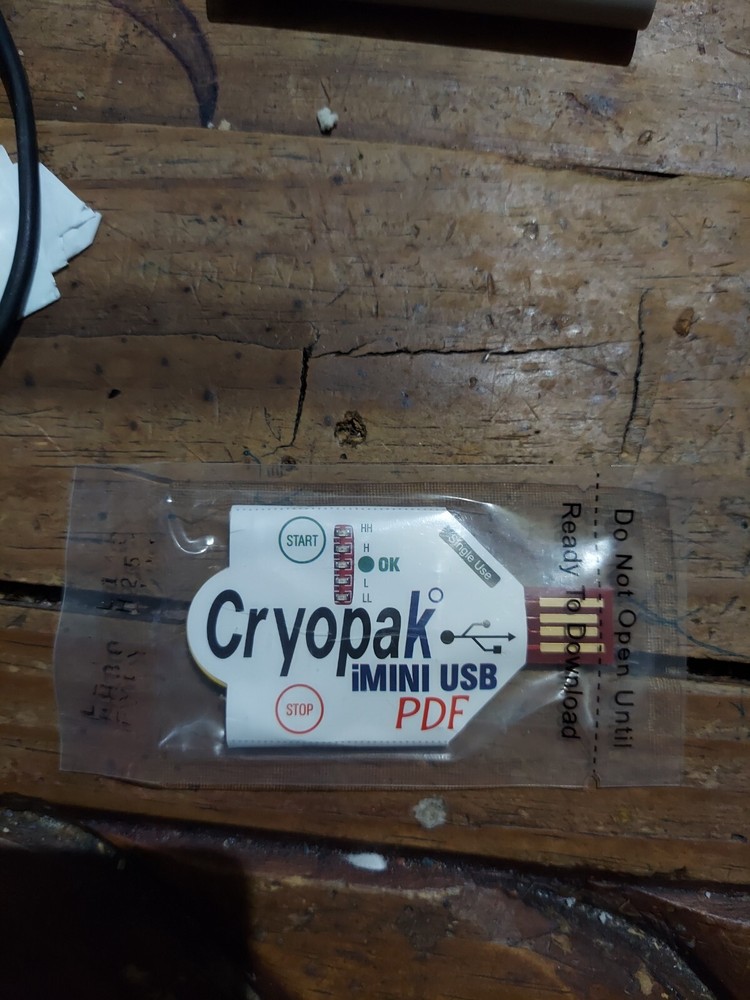 START
HH
H
OK
L
LL
Single Use
Cryopak
iMINI USB
PDF
STOP
Do Not Open Until
Ready To Download